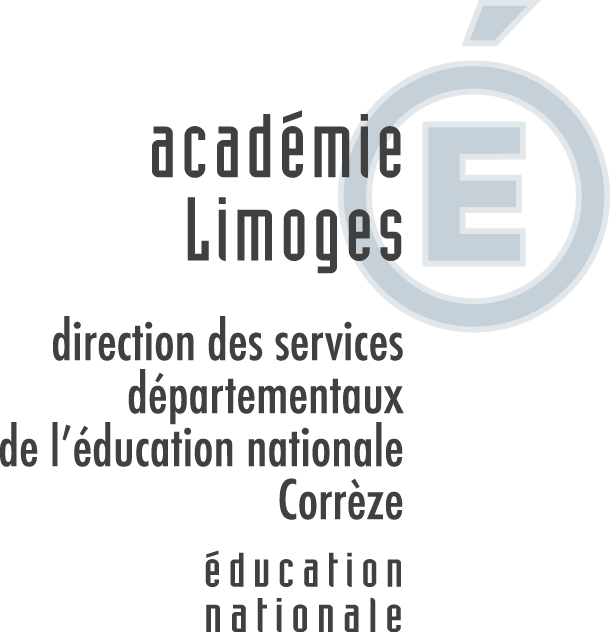 É
académie
Limoges
direction des services
départementaux
de l’éducation nationale
Corrèze
éducation
nationale